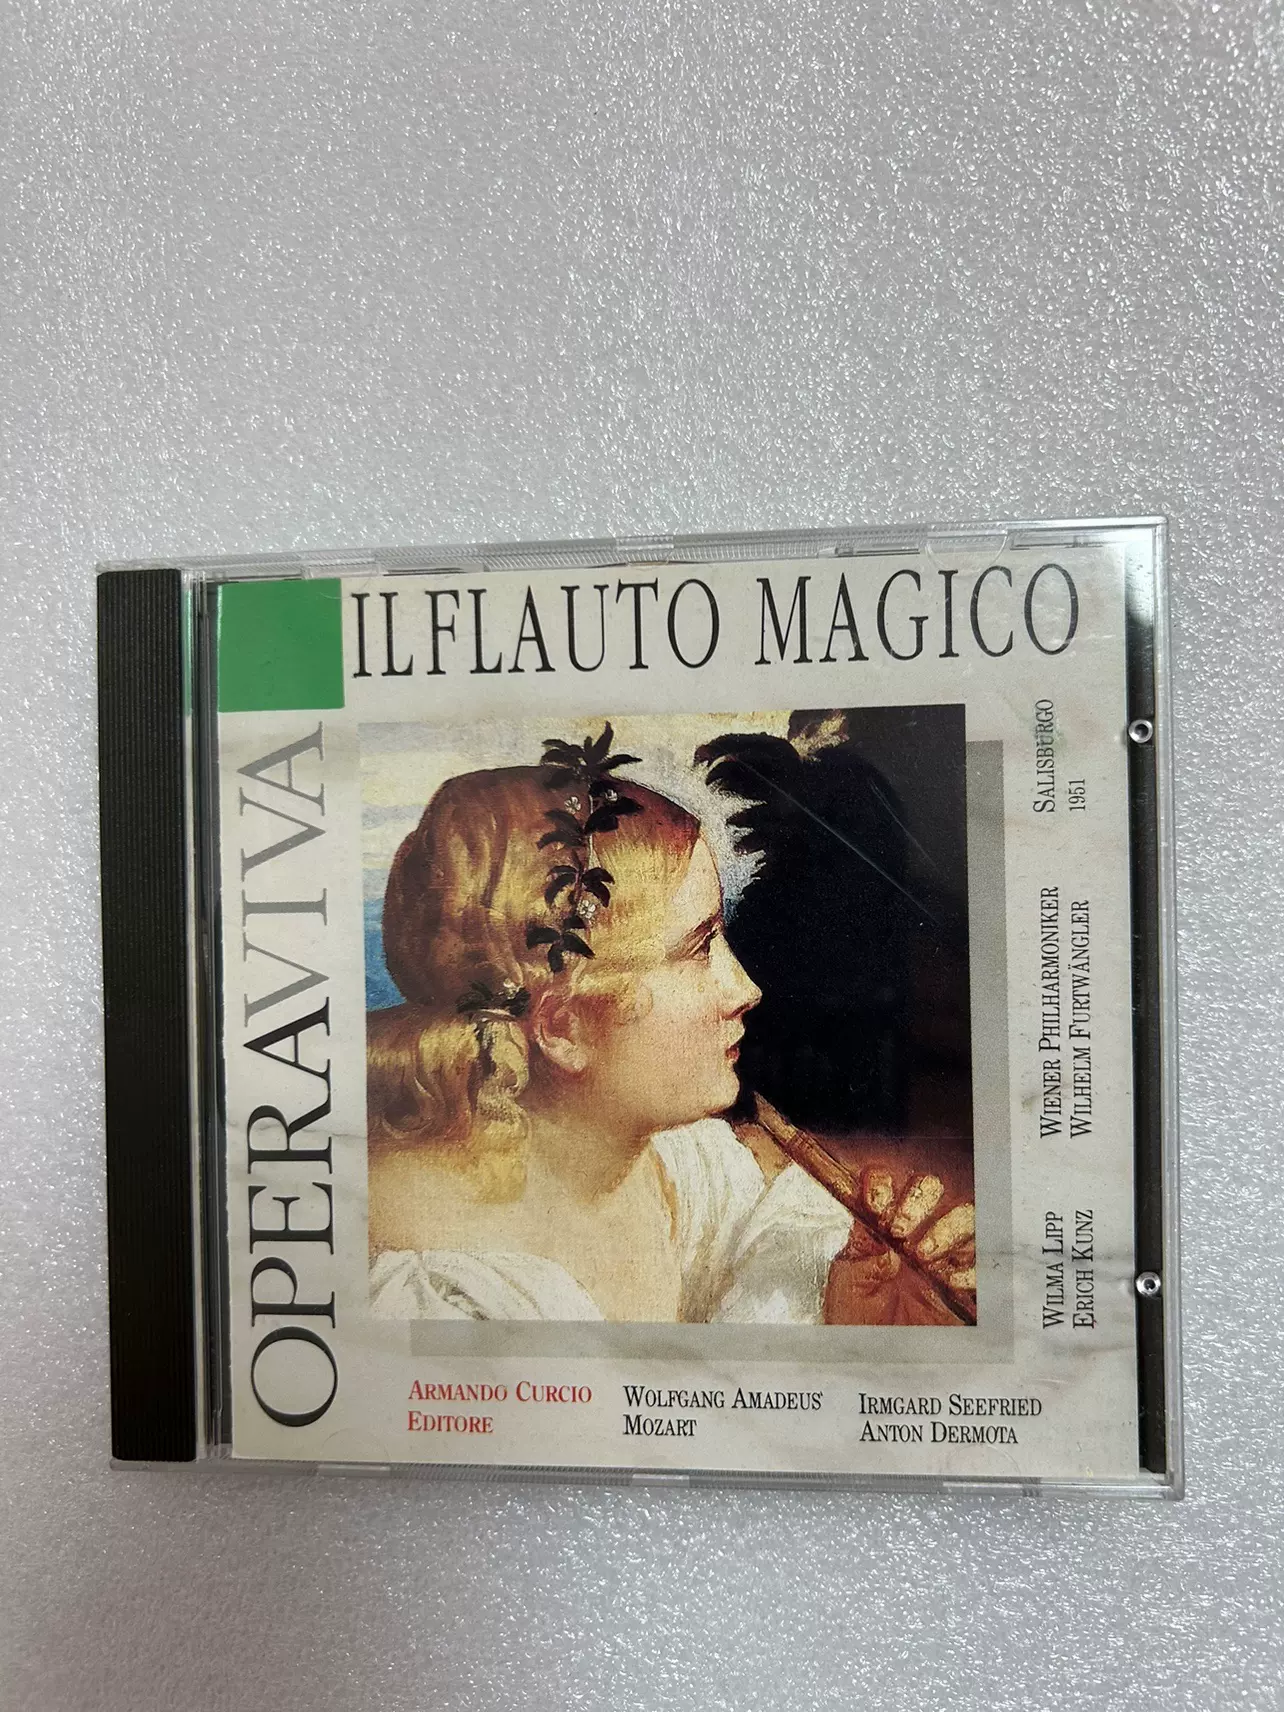 IL FLAUTO MAGICO
OPERAVIVA
SALISBURGO
1951
WIENER PHILHARMONIKER
WILHELM FURTWÄNGLER
WILMA LIPP
ERICH KUNZ
ARMANDO CURCIO
EDITORE
WOLFGANG AMADEUS
MOZART
IRMGARD SEEFRIED
ANTON DERMOTA